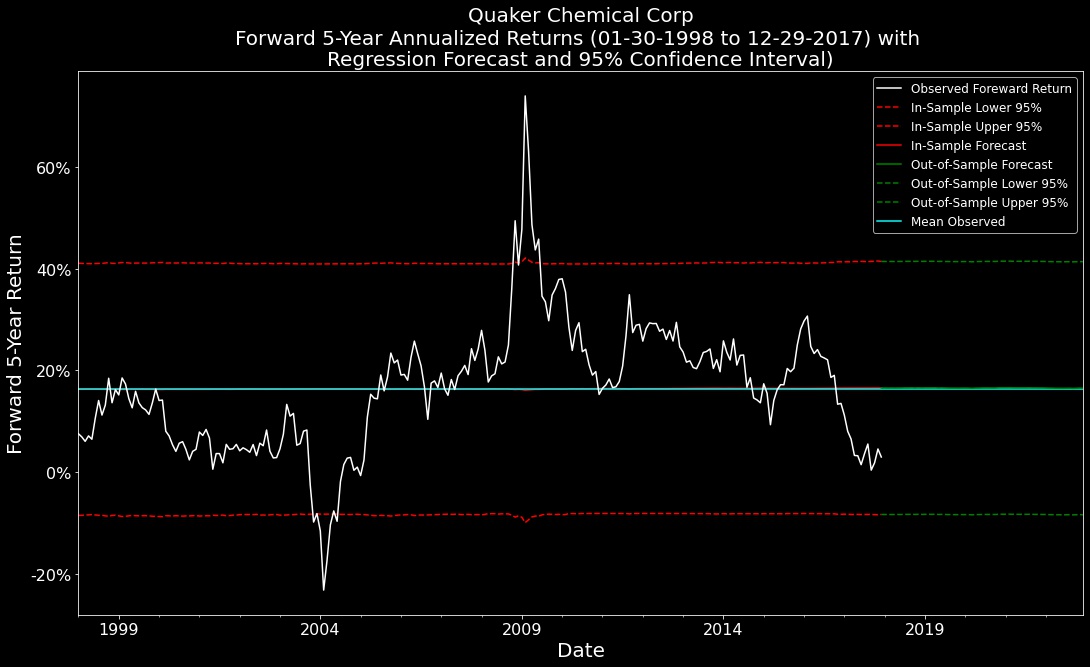 Quaker Chemical Corp
Forward 5-Year Annualized Returns (01-30-1998 to 12-29-2017) with
Regression Forecast and 95% Confidence Interval)
Observed Foreward Return
In-Sample Lower 95%
In-Sample Upper 95%
In-Sample Forecast
Out-of-Sample Forecast
Out-of-Sample Lower 95%
Out-of-Sample Upper 95%
Mean Observed
Forward 5-Year Return
60%
40%
20%
0%
-20%
1999
2004
2009
2014
2019
Date